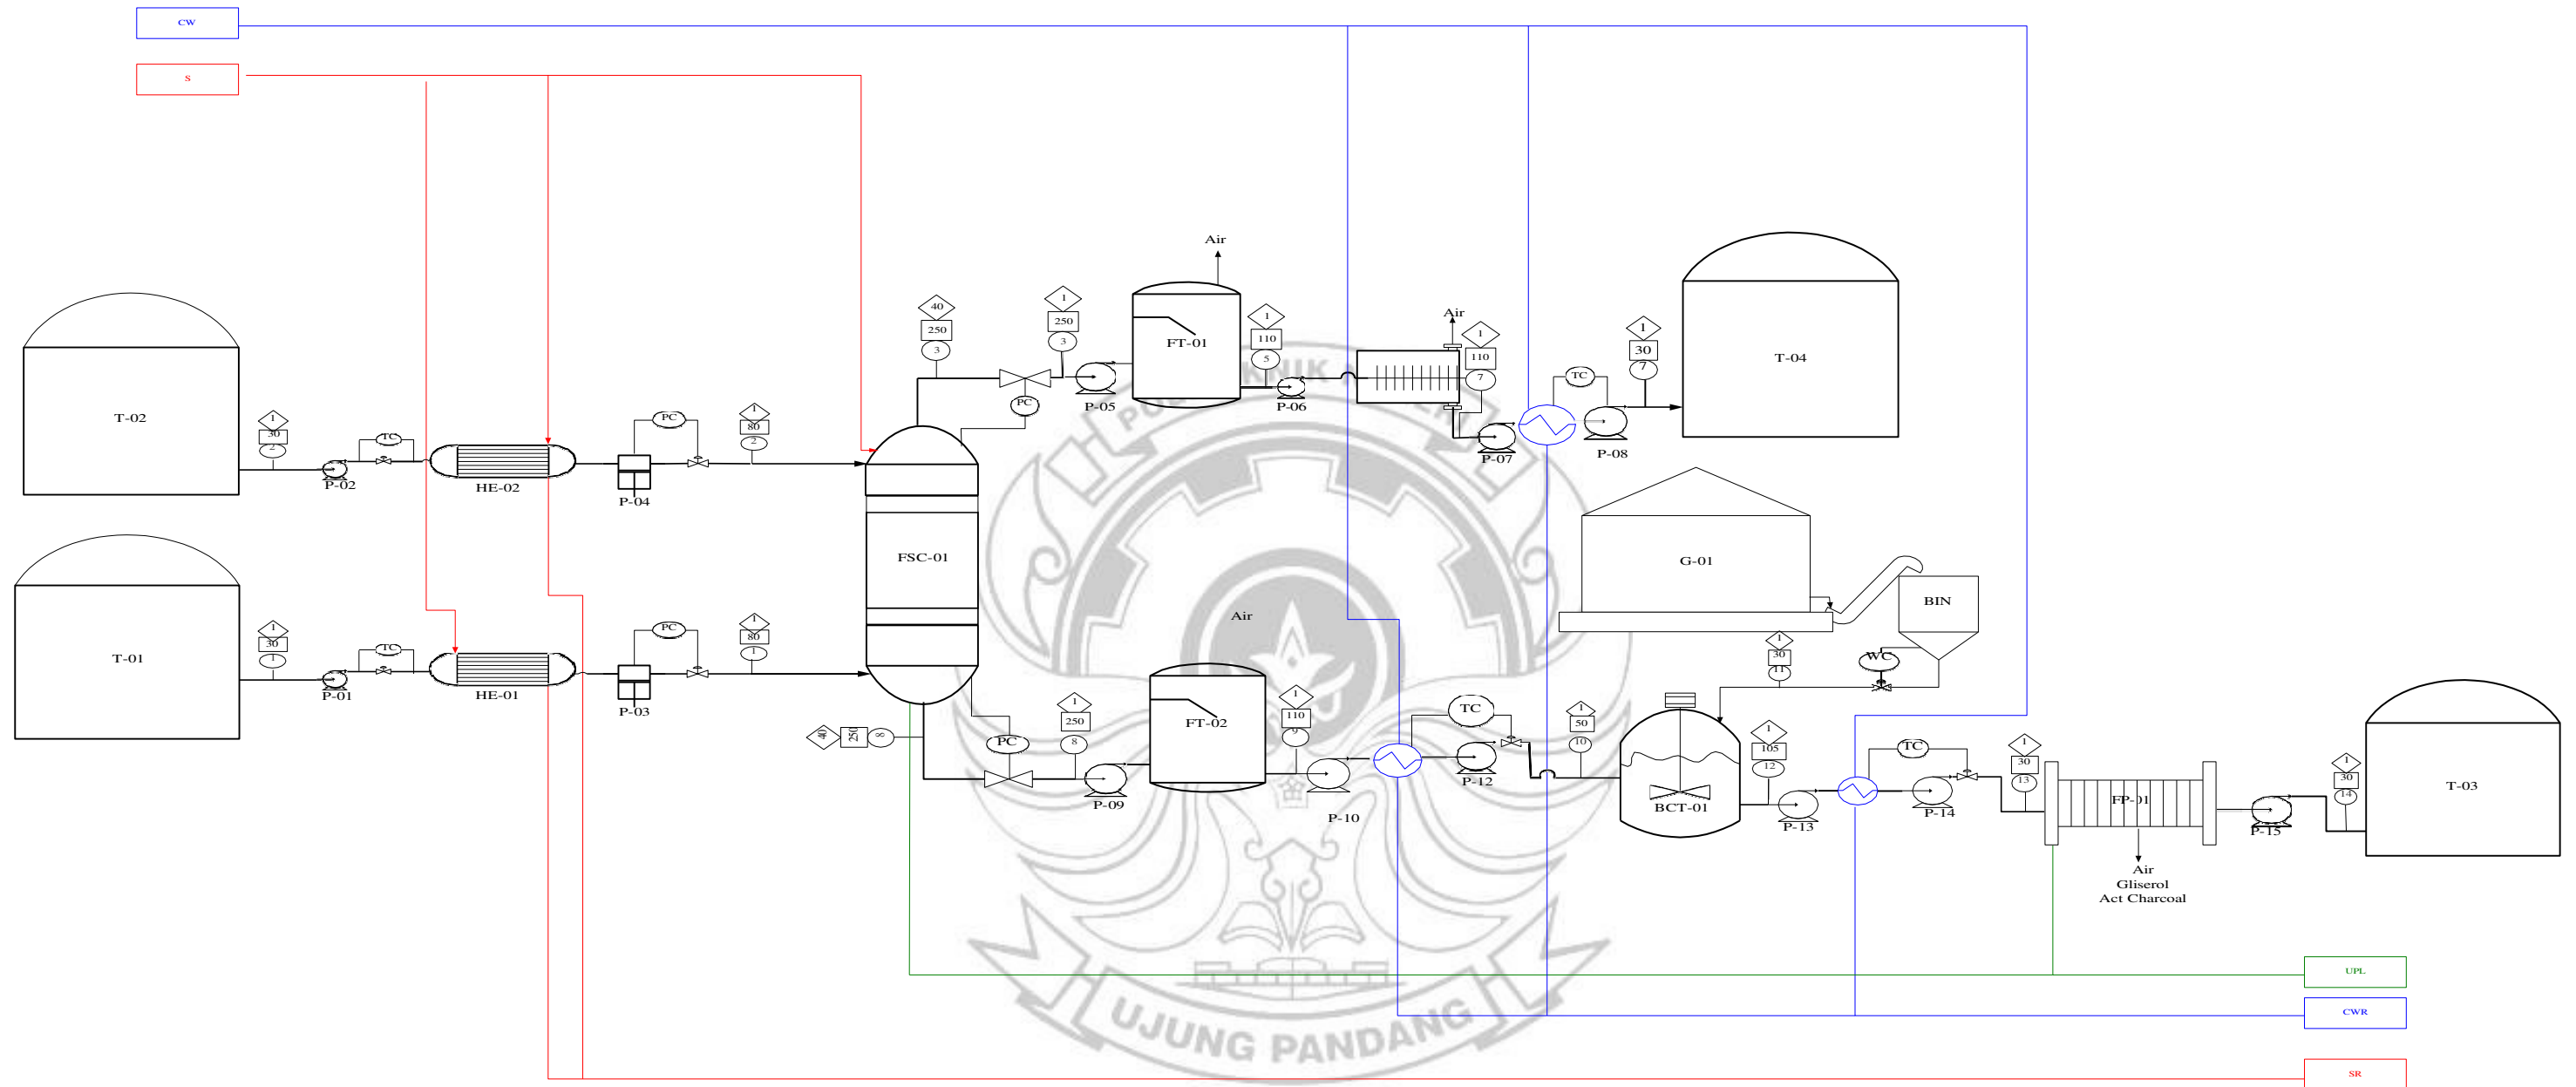 CW
S
T-02
1
30
2
P-02
TC
HE-02
P-04
PC
1
80
2
T-01
1
30
1
P-01
TC
HE-01
P-03
PC
1
80
1
FSC-01
40
250
3
PC
1
250
3
P-05
Air
FT-01
1
110
5
P-06
Air
1
110
7
P-07
TC
P-08
1
30
7
T-04
G-01
BIN
WC
1
30
11
40
250
8
PC
1
250
8
P-09
Air
FT-02
1
110
9
P-10
TC
P-12
1
50
10
BCT-01
1
105
12
P-13
TC
P-14
1
30
13
FP-01
Air
Gliserol
Act Charcoal
P-15
1
30
14
T-03
UPL
CWR
SR
UJUNG PANDANG